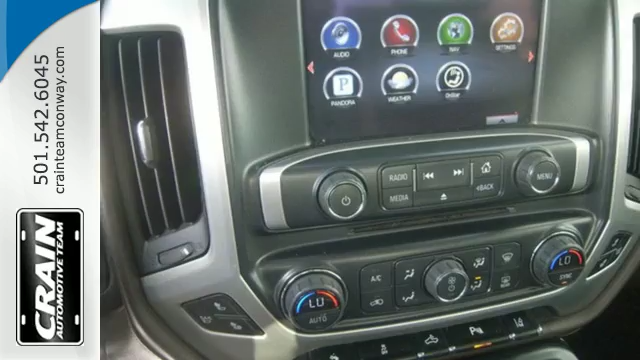 501.542.6045
crainteamconway.com
CRAIN
AUTOMOTIVE TEAM
AUDIO PHONE NAV SETTINGS
PANDORA WEATHER OnStar
RADIO
MEDIA
BACK
MENU
A/C
LO
AUTO
LO
SYNC